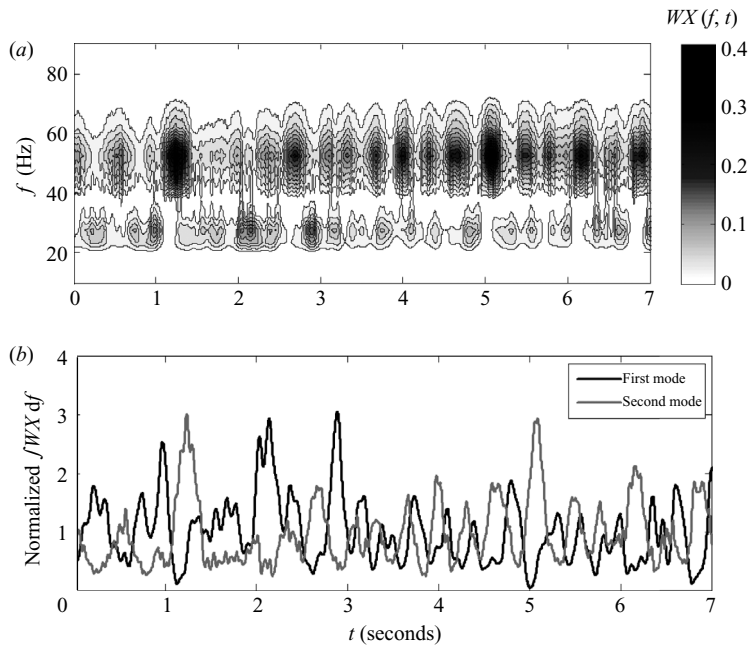 WX (f, t)
(a)
80
60
40
20
f (Hz)
0 1 2 3 4 5 6 7
0.4
0.3
0.2
0.1
0
(b)
4
3
2
1
0
Normalized ∫WX df
First mode
Second mode
1 2 3 4 5 6 7
t (seconds)